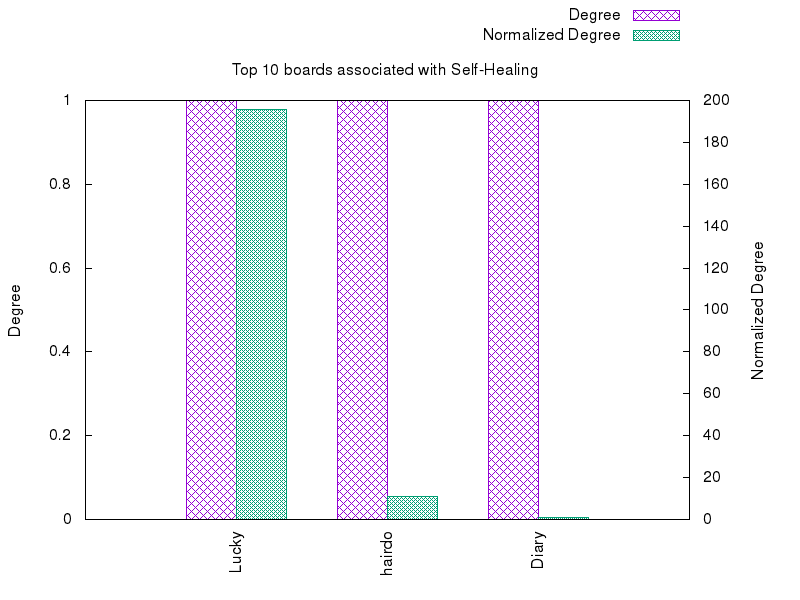 Degree
Normalized Degree
Top 10 boards associated with Self-Healing
1
0.8
0.6
0.4
0.2
0
200
180
160
140
120
100
80
60
40
20
0
Degree
Normalized Degree
Lucky
hairdo
Diary